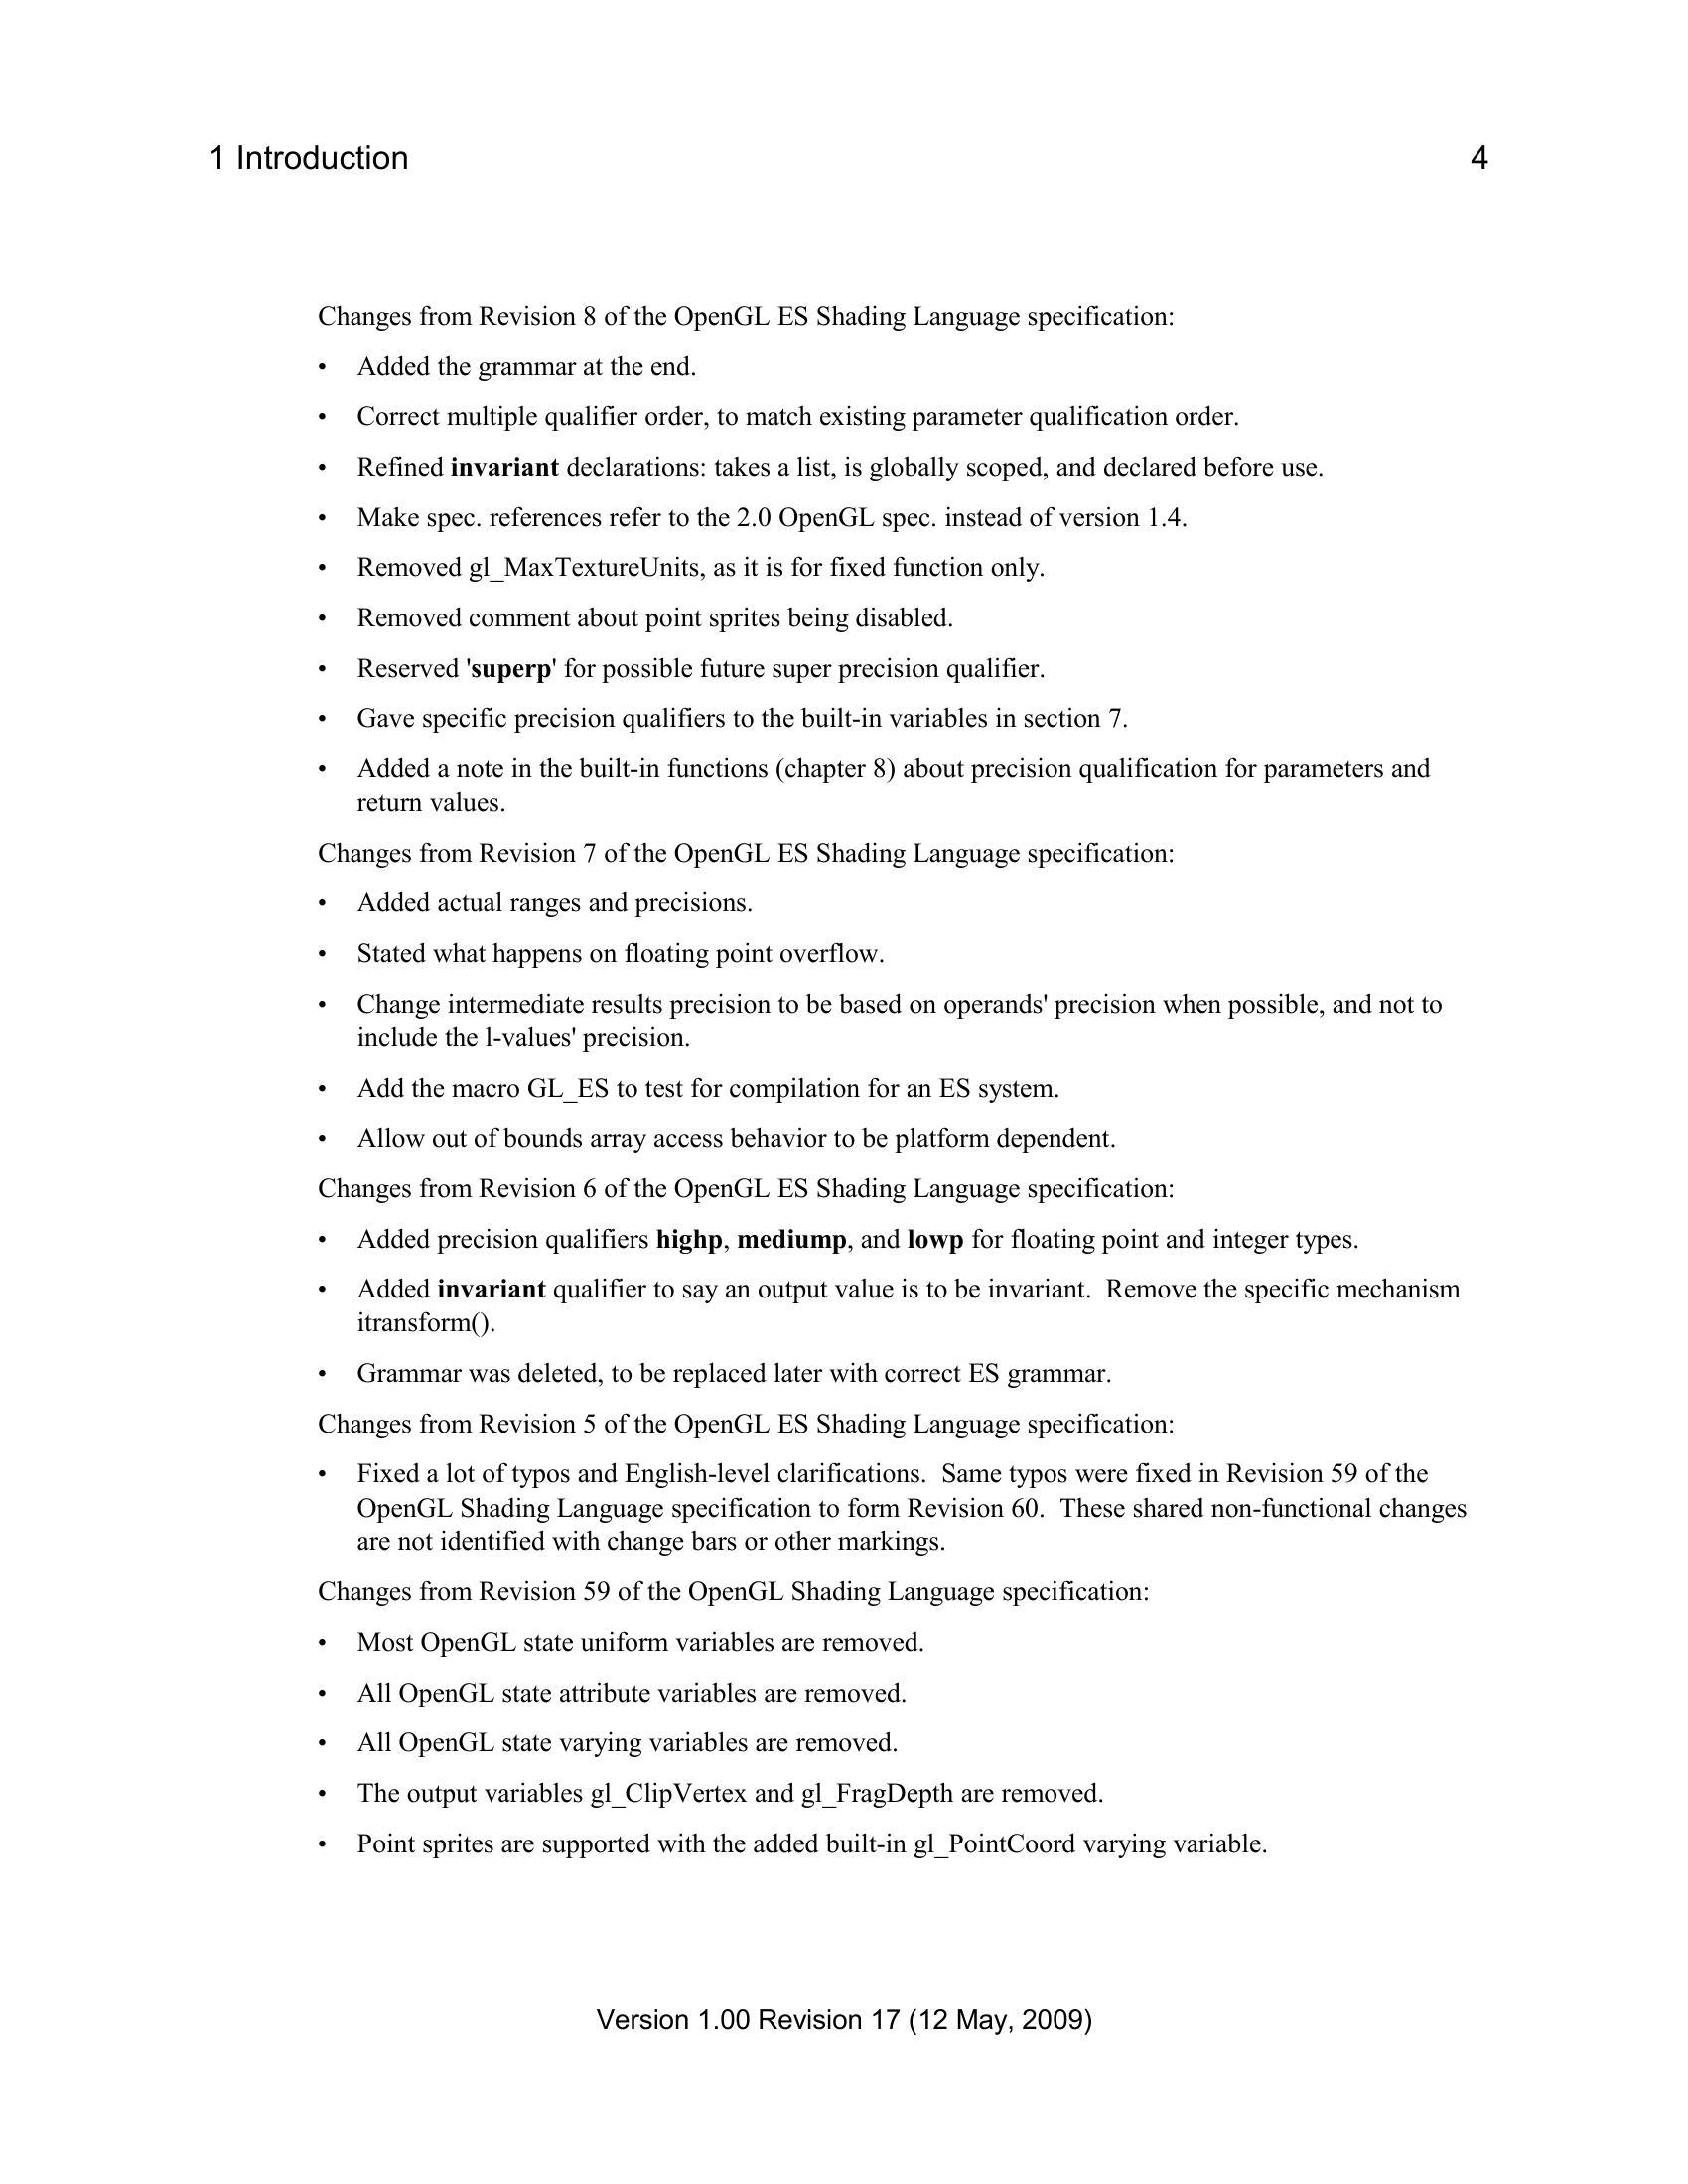 1 Introduction 4
Changes from Revision 8 of the OpenGL ES Shading Language specification:
• Added the grammar at the end.
• Correct multiple qualifier order, to match existing parameter qualification order.
• Refined invariant declarations: takes a list, is globally scoped, and declared before use.
• Make spec. references refer to the 2.0 OpenGL spec. instead of version 1.4.
• Removed gl_MaxTextureUnits, as it is for fixed function only.
• Removed comment about point sprites being disabled.
• Reserved 'superp' for possible future super precision qualifier.
• Gave specific precision qualifiers to the built-in variables in section 7.
• Added a note in the built-in functions (chapter 8) about precision qualification for parameters and
return values.
Changes from Revision 7 of the OpenGL ES Shading Language specification:
• Added actual ranges and precisions.
• Stated what happens on floating point overflow.
• Change intermediate results precision to be based on operands' precision when possible, and not to
include the l-values' precision.
• Add the macro GL_ES to test for compilation for an ES system.
• Allow out of bounds array access behavior to be platform dependent.
Changes from Revision 6 of the OpenGL ES Shading Language specification:
• Added precision qualifiers highp, mediump, and lowp for floating point and integer types.
• Added invariant qualifier to say an output value is to be invariant.  Remove the specific mechanism
itransform().
• Grammar was deleted, to be replaced later with correct ES grammar.
Changes from Revision 5 of the OpenGL ES Shading Language specification:
• Fixed a lot of typos and English-level clarifications.  Same typos were fixed in Revision 59 of the
OpenGL Shading Language specification to form Revision 60.  These shared non-functional changes
are not identified with change bars or other markings.
Changes from Revision 59 of the OpenGL Shading Language specification:
• Most OpenGL state uniform variables are removed.
• All OpenGL state attribute variables are removed.
• All OpenGL state varying variables are removed.
• The output variables gl_ClipVertex and gl_FragDepth are removed.
• Point sprites are supported with the added built-in gl_PointCoord varying variable.
Version 1.00 Revision 17 (12 May, 2009)